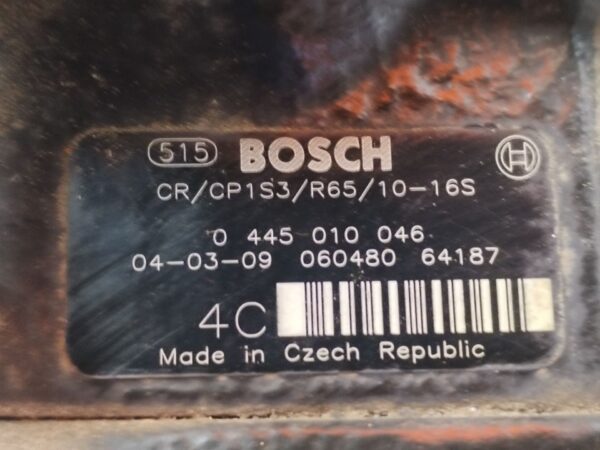 515 BOSCH
CR/CP1S3/R65/10-16S
0 445 010 046
04-03-09 060480 64187
4C
Made in Czech Republic